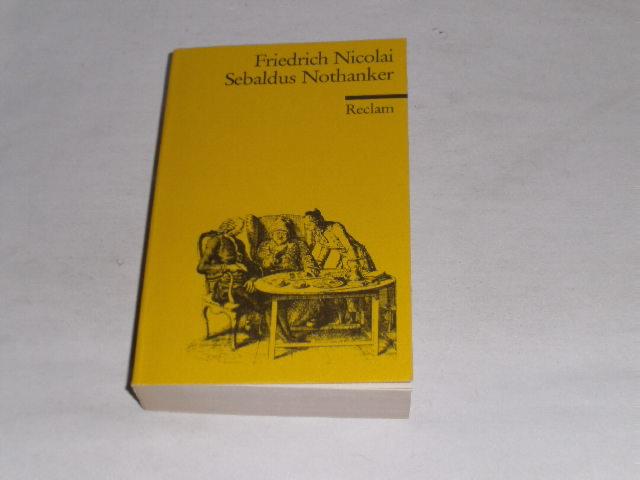 Friedrich Nicolai
Sebaldus Nothanker
Reclam